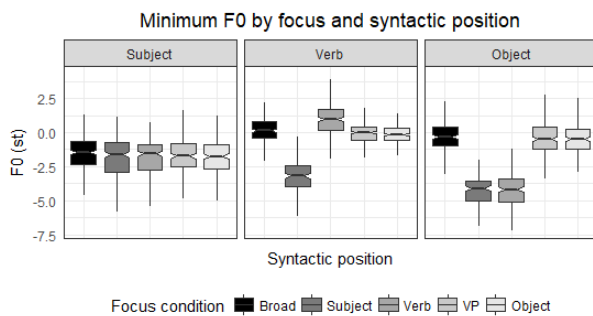 Minimum F0 by focus and syntactic position
Subject Verb Object
F0 (st)
2.5
0.0
-2.5
-5.0
-7.5
Syntactic position
Focus condition Broad Subject Verb VP Object